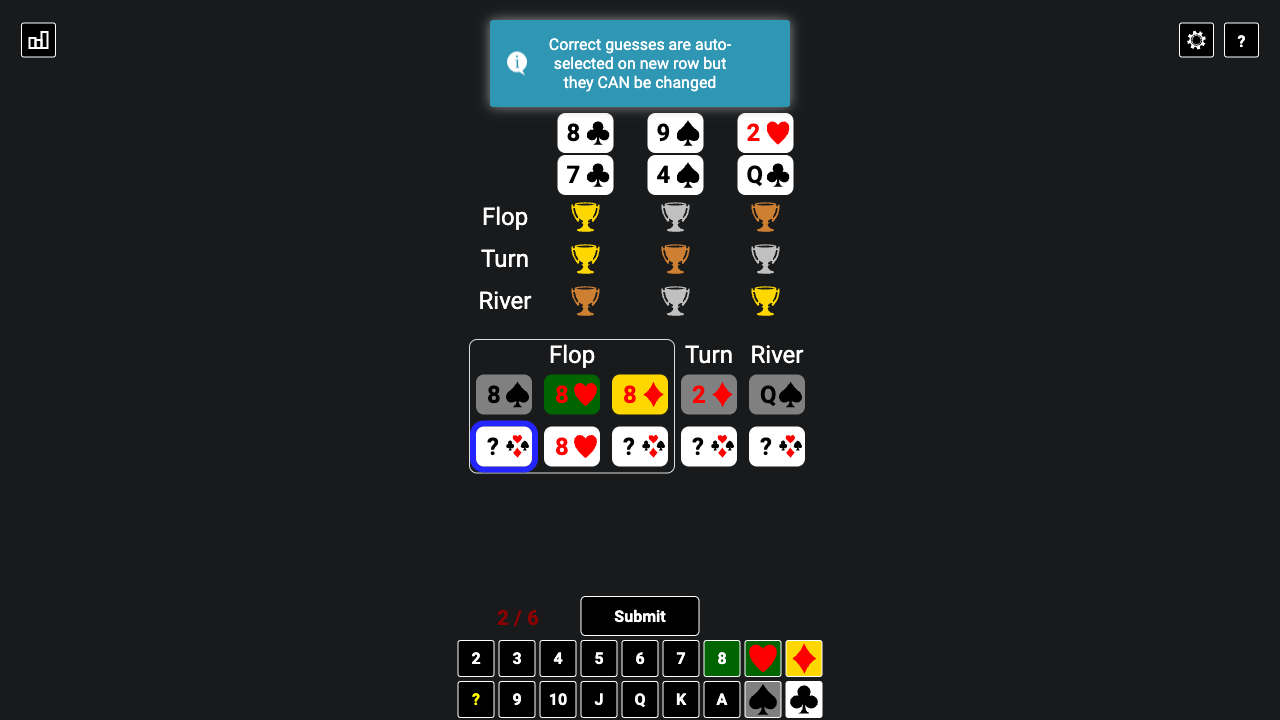 Correct guesses are auto-
selected on new row but
they CAN be changed
?
8 9 2
7 4 Q
Flop
Turn
River
Flop Turn River
8 8 8 2 Q
? 8 ? ? ?
2 / 6 Submit
2 3 4 5 6 7 8
? 9 10 J Q K A